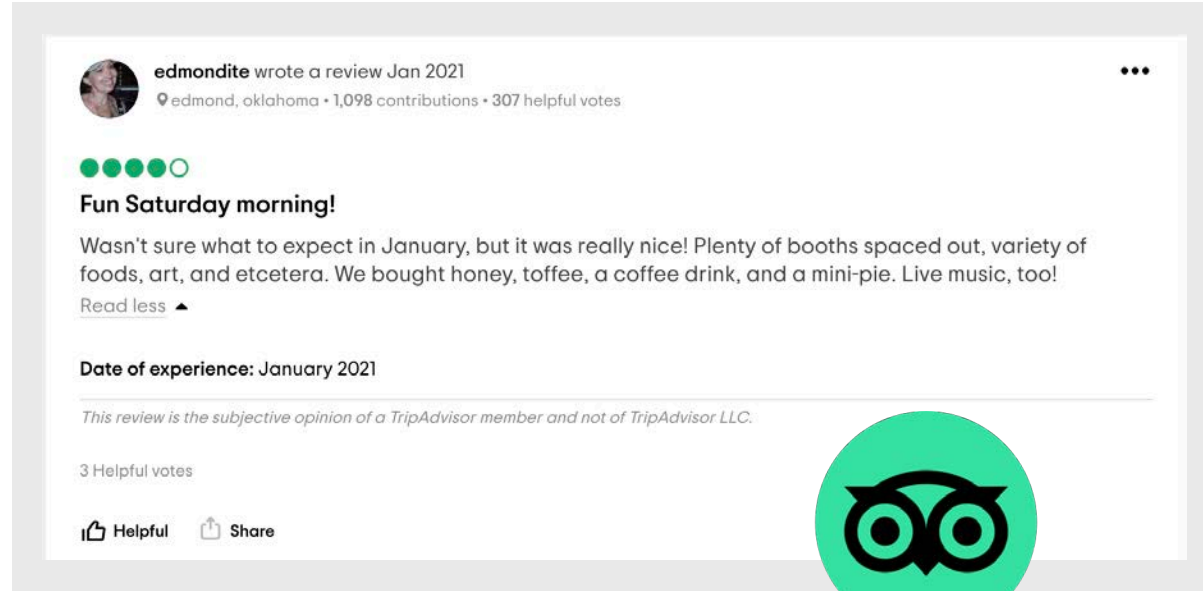 edmondite wrote a review Jan 2021
edmond, oklahoma • 1,098 contributions • 307 helpful votes
Fun Saturday morning!
Wasn't sure what to expect in January, but it was really nice! Plenty of booths spaced out, variety of
foods, art, and etcetera. We bought honey, toffee, a coffee drink, and a mini-pie. Live music, too!
Read less
Date of experience: January 2021
This review is the subjective opinion of a TripAdvisor member and not of TripAdvisor LLC.
3 Helpful votes
Helpful Share